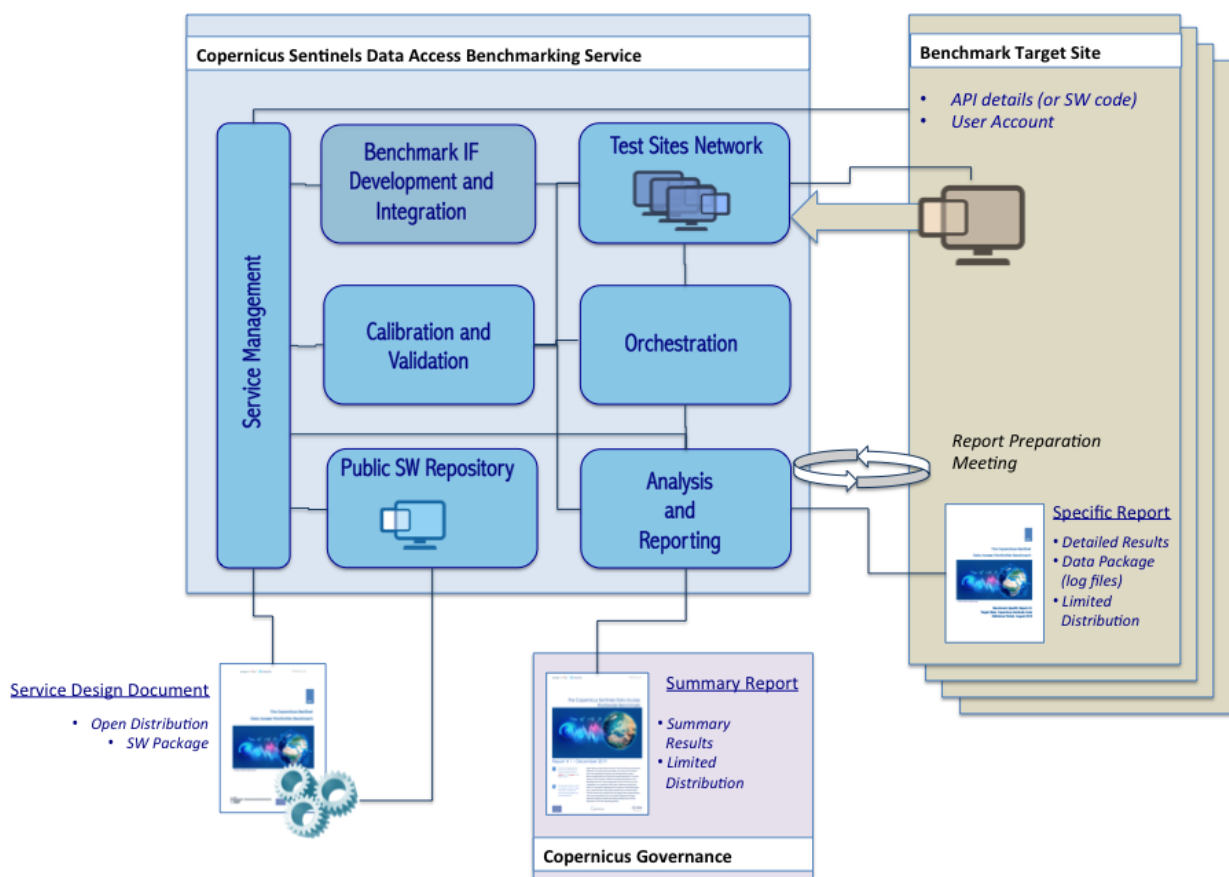 Copernicus Sentinels Data Access Benchmarking Service
Benchmark Target Site
• API details (or SW code)
• User Account
Service Management
Benchmark IF
Development and
Integration
Test Sites Network
Calibration and
Validation
Orchestration
Public SW Repository
Analysis
and
Reporting
Report Preparation
Meeting
Specific Report
• Detailed Results
• Data Package
(log files)
• Limited
Distribution
Service Design Document
• Open Distribution
• SW Package
The Copernicus Sentinel
Summary Report
• Summary
Results
• Limited
Distribution
Copernicus Governance